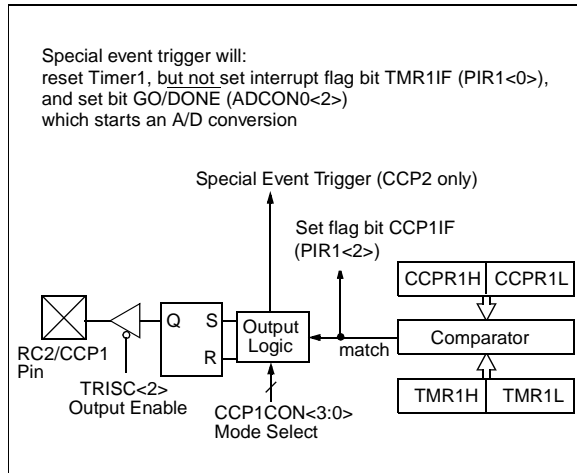 Special event trigger will:
reset Timer1, but not set interrupt flag bit TMR1IF (PIR1<0>),
and set bit GO/DONE (ADCON0<2>)
which starts an A/D conversion
Special Event Trigger (CCP2 only)
Set flag bit CCP1IF
(PIR1<2>)
CCPR1H CCPR1L
Q S
R
Output
Logic
match
Comparator
RC2/CCP1
Pin
TRISC<2>
Output Enable
CCP1CON<3:0>
Mode Select
TMR1H TMR1L